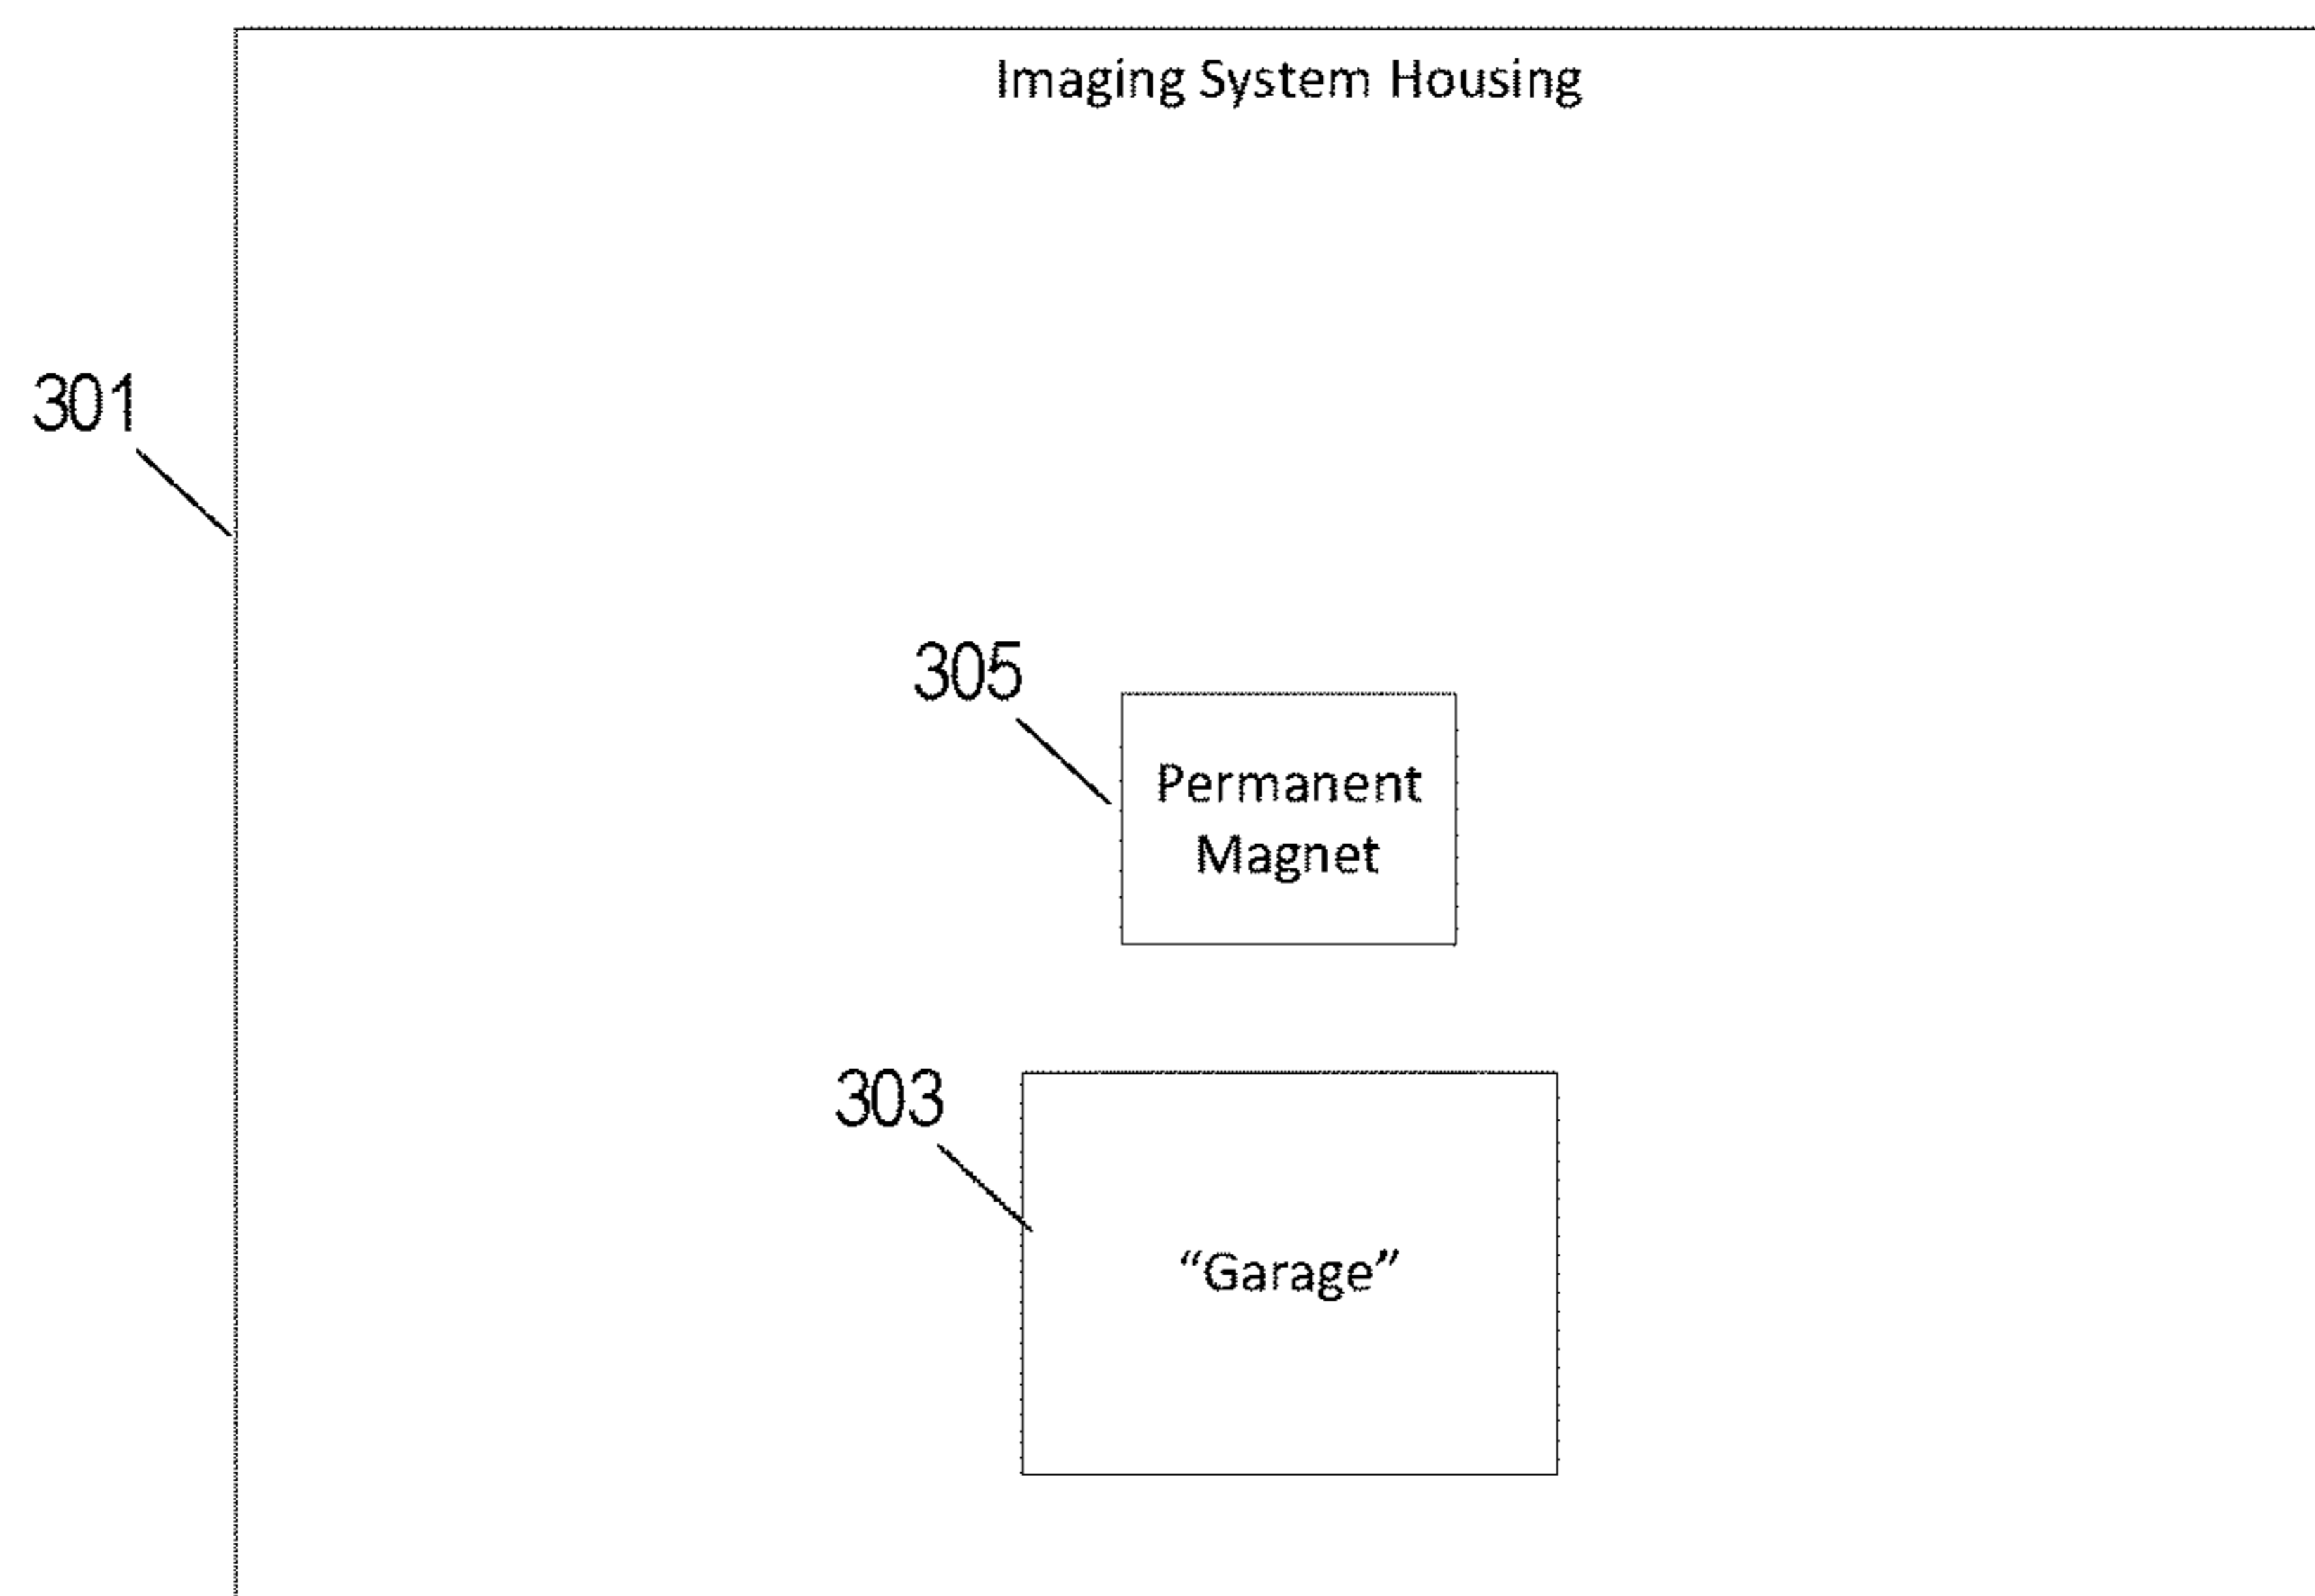 Imaging System Housing
301
305
Permanent
Magnet
303
“Garage”